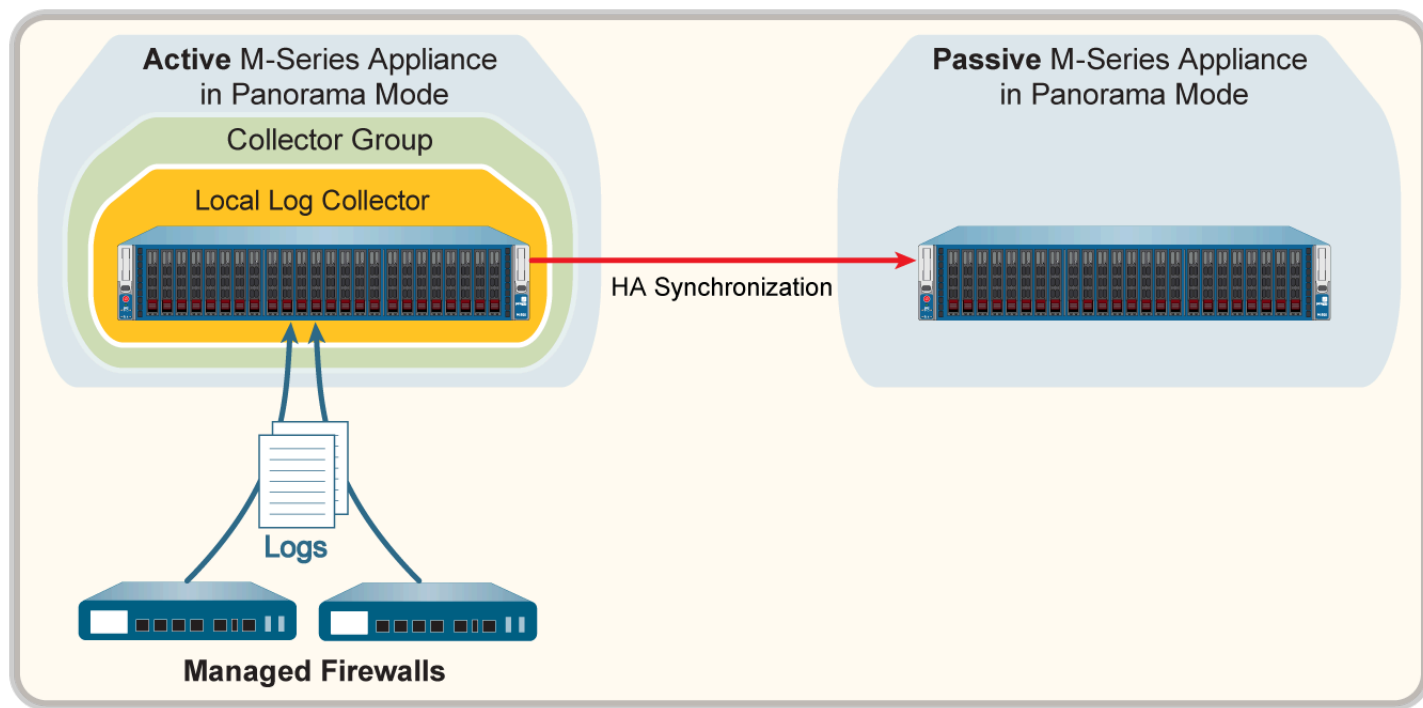 Active M-Series Appliance
in Panorama Mode
Collector Group
Local Log Collector
Passive M-Series Appliance
in Panorama Mode
HA Synchronization
Logs
Managed Firewalls